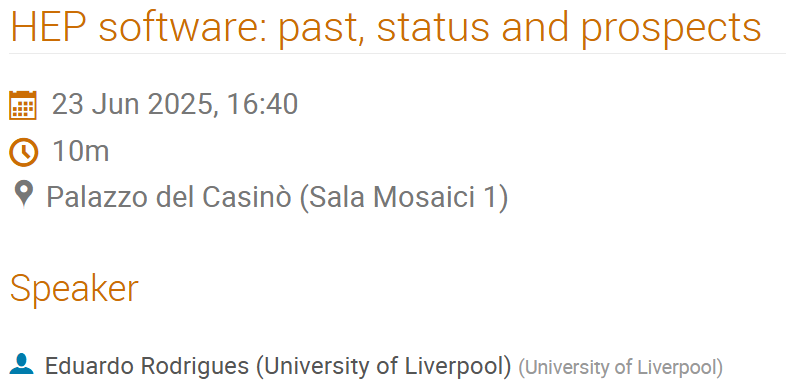 HEP software: past, status and prospects
23 Jun 2025, 16:40
10m
Palazzo del Casinò (Sala Mosaici 1)
Speaker
Eduardo Rodrigues (University of Liverpool) (University of Liverpool)